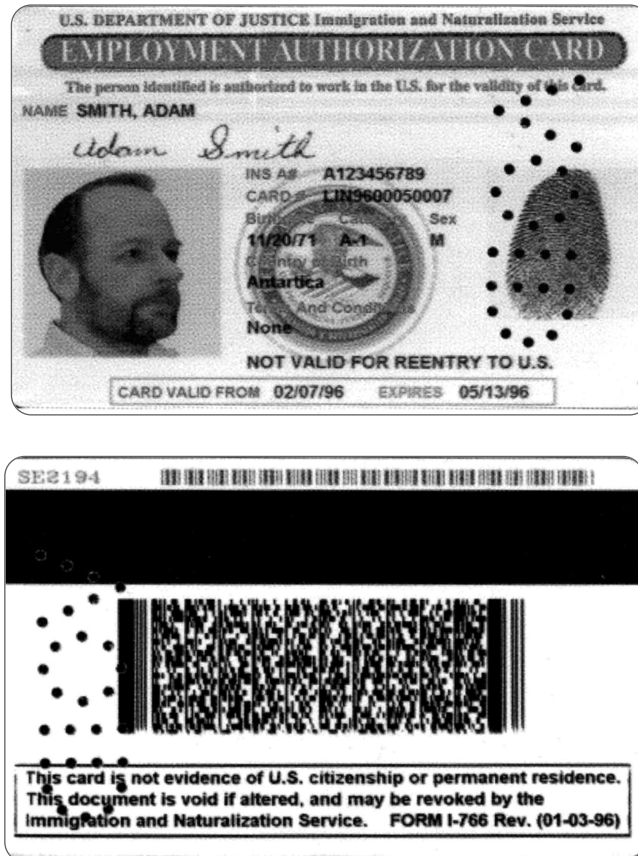 U.S. DEPARTMENT OF JUSTICE Immigration and Naturalization Service
EMPLOYMENT AUTHORIZATION CARD
The person identified is authorized to work in the U.S. for the validity of this card.
NAME SMITH, ADAM
Adam Smith
INS A# A123456789
CARD # LIN9600050007
Birthdate Category Sex
11/20/71 A-1 M
Country of Birth
Antartica
Terms And Conditions
None
NOT VALID FOR REENTRY TO U.S.
CARD VALID FROM 02/07/96 EXPIRES 05/13/96
SE2194
This card is not evidence of U.S. citizenship or permanent residence.
This document is void if altered, and may be revoked by the
Immigration and Naturalization Service. FORM I-766 Rev. (01-03-96)